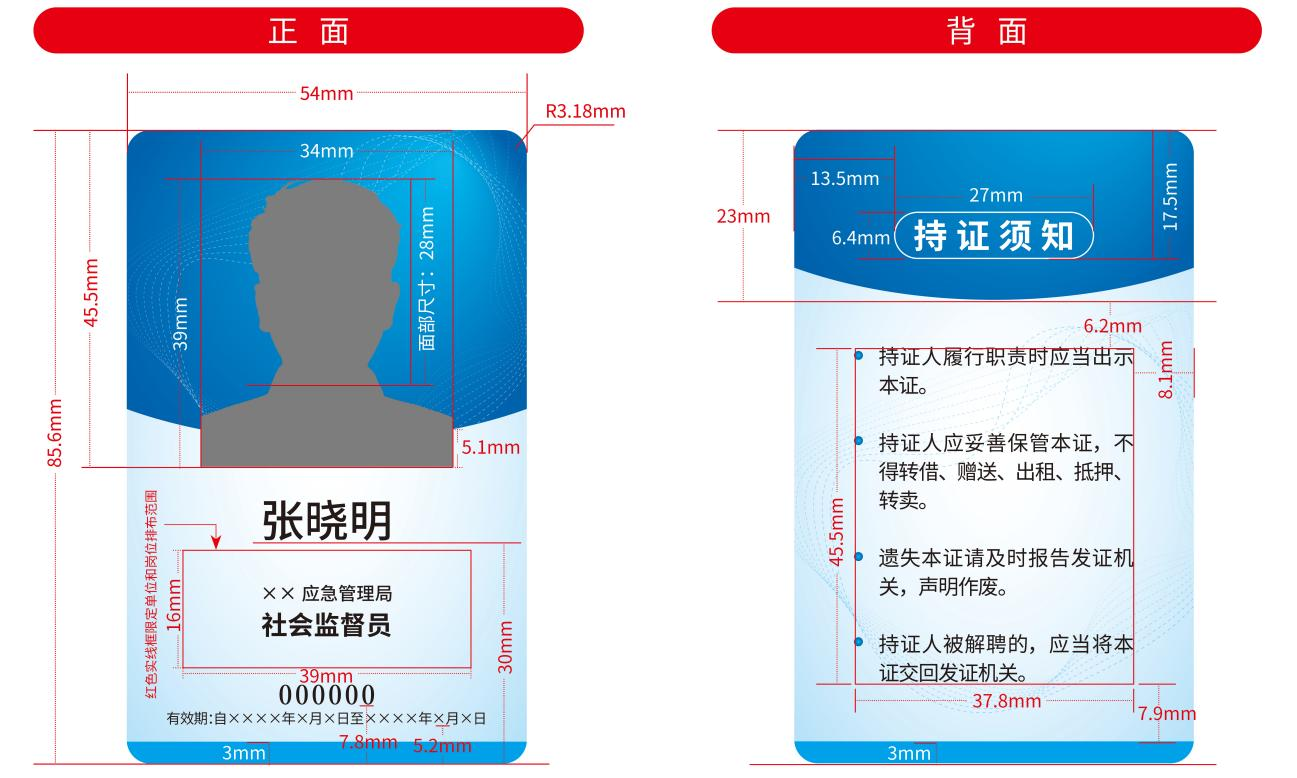 正 面
54mm
R3.18mm
34mm
面部尺寸：28mm
39mm
45.5mm
85.6mm
5.1mm
张晓明
红色实线框限定单位和岗位排布范围
×× 应急管理局
社会监督员
16mm
39mm
30mm
000000
有效期:自××××年×月×日至××××年×月×日
7.8mm
5.2mm
3mm
背 面
13.5mm
27mm
17.5mm
23mm
6.4mm
持证须知
6.2mm
8.1mm
持证人履行职责时应当出示
本证。
持证人应妥善保管本证，不
得转借、赠送、出租、抵押、
转卖。
45.5mm
遗失本证请及时报告发证机
关，声明作废。
持证人被解聘的，应当将本
证交回发证机关。
37.8mm
7.9mm
3mm